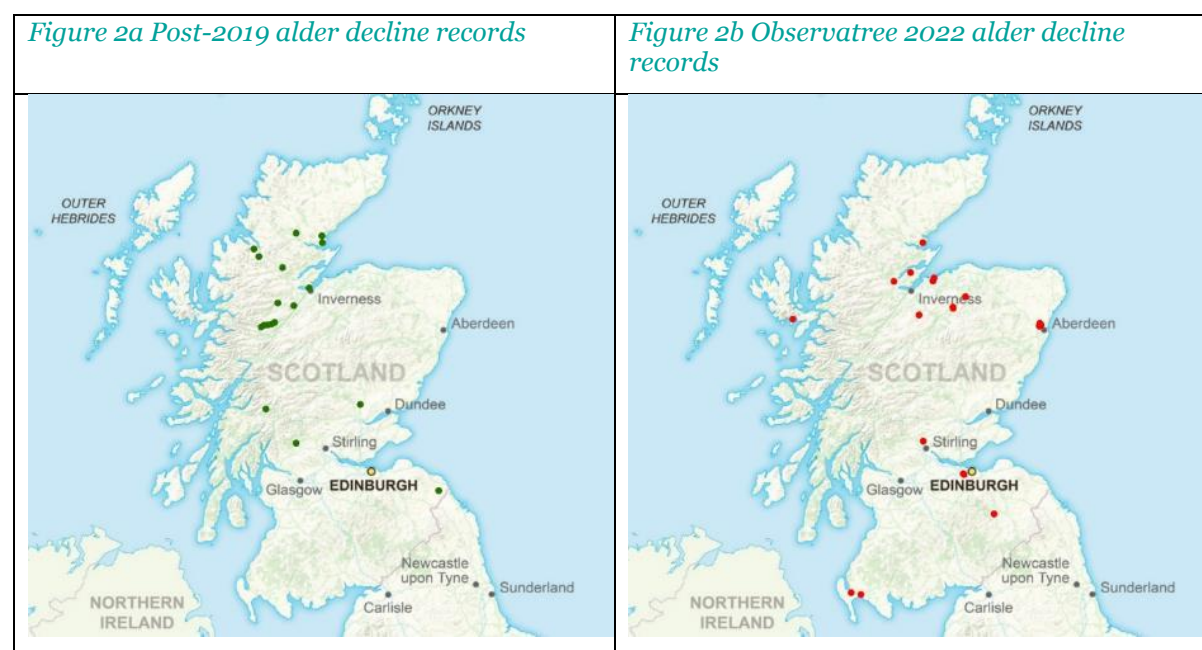 Figure 2a Post-2019 alder decline records
Figure 2b Observatree 2022 alder decline
records
ORKNEY
ISLANDS
OUTER
HEBRIDES
Inverness
Aberdeen
SCOTLAND
Dundee
Stirling
Glasgow
EDINBURGH
Newcastle
upon Tyne
Sunderland
Carlisle
NORTHERN
IRELAND
ORKNEY
ISLANDS
OUTER
HEBRIDES
Inverness
Aberdeen
SCOTLAND
Dundee
Stirling
Glasgow
EDINBURGH
Newcastle
upon Tyne
Sunderland
Carlisle
NORTHERN
IRELAND